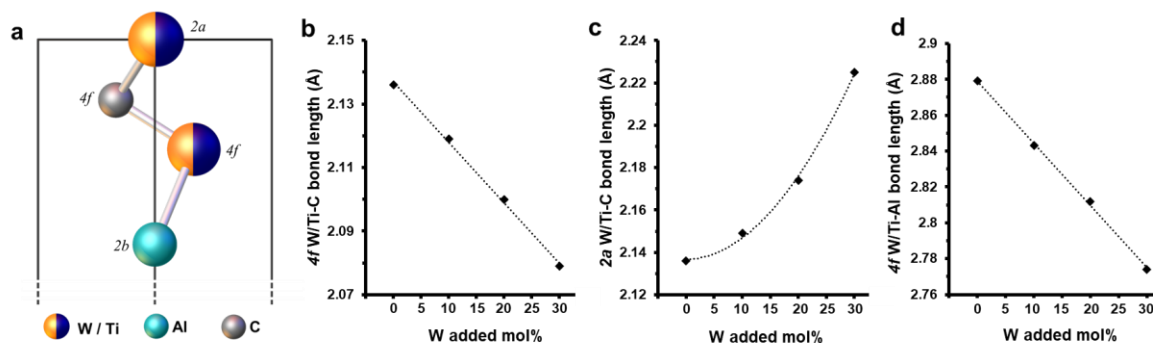 a
2a
4f
4f
2b
W / Ti
Al
C
b
4f W/Ti-C bond length (Å)
2.15
2.13
2.11
2.09
2.07
0 5 10 15 20 25 30
W added mol%
c
2a W/Ti-C bond length (Å)
2.24
2.22
2.2
2.18
2.16
2.14
2.12
0 5 10 15 20 25 30
W added mol%
d
4f W/Ti-Al bond length (Å)
2.9
2.88
2.86
2.84
2.82
2.80
2.78
2.76
0 5 10 15 20 25 30
W added mol%